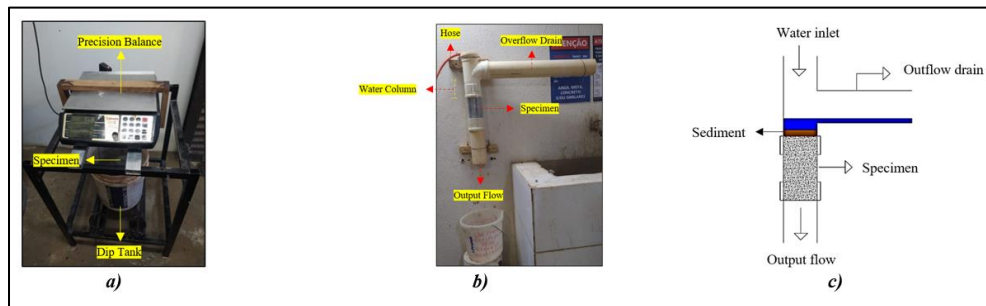 Precision Balance
Specimen
Dip Tank
a)
Hose
Overflow Drain
Water Column
Specimen
Output Flow
b)
Water inlet
Outflow drain
Sediment
Specimen
Output flow
c)